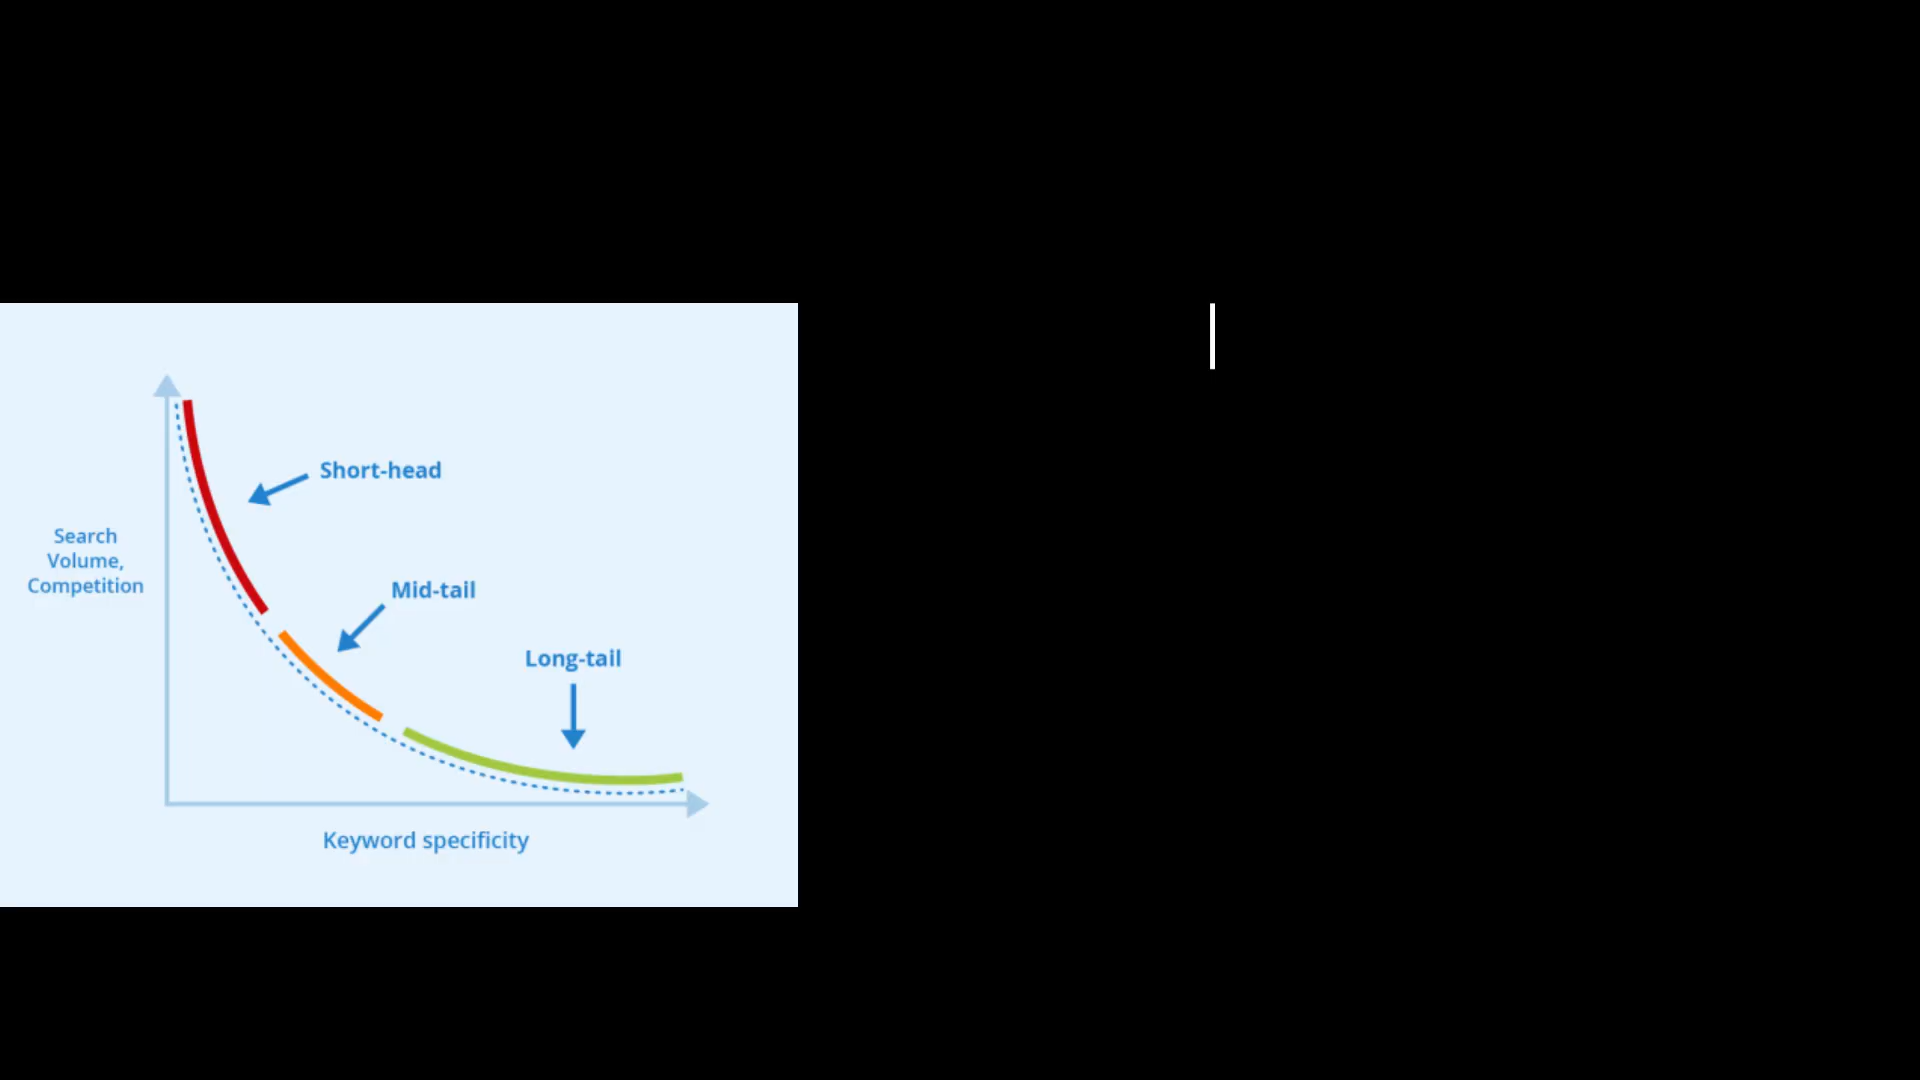 Short-head
Search
Volume,
Competition
Mid-tail
Long-tail
Keyword specificity